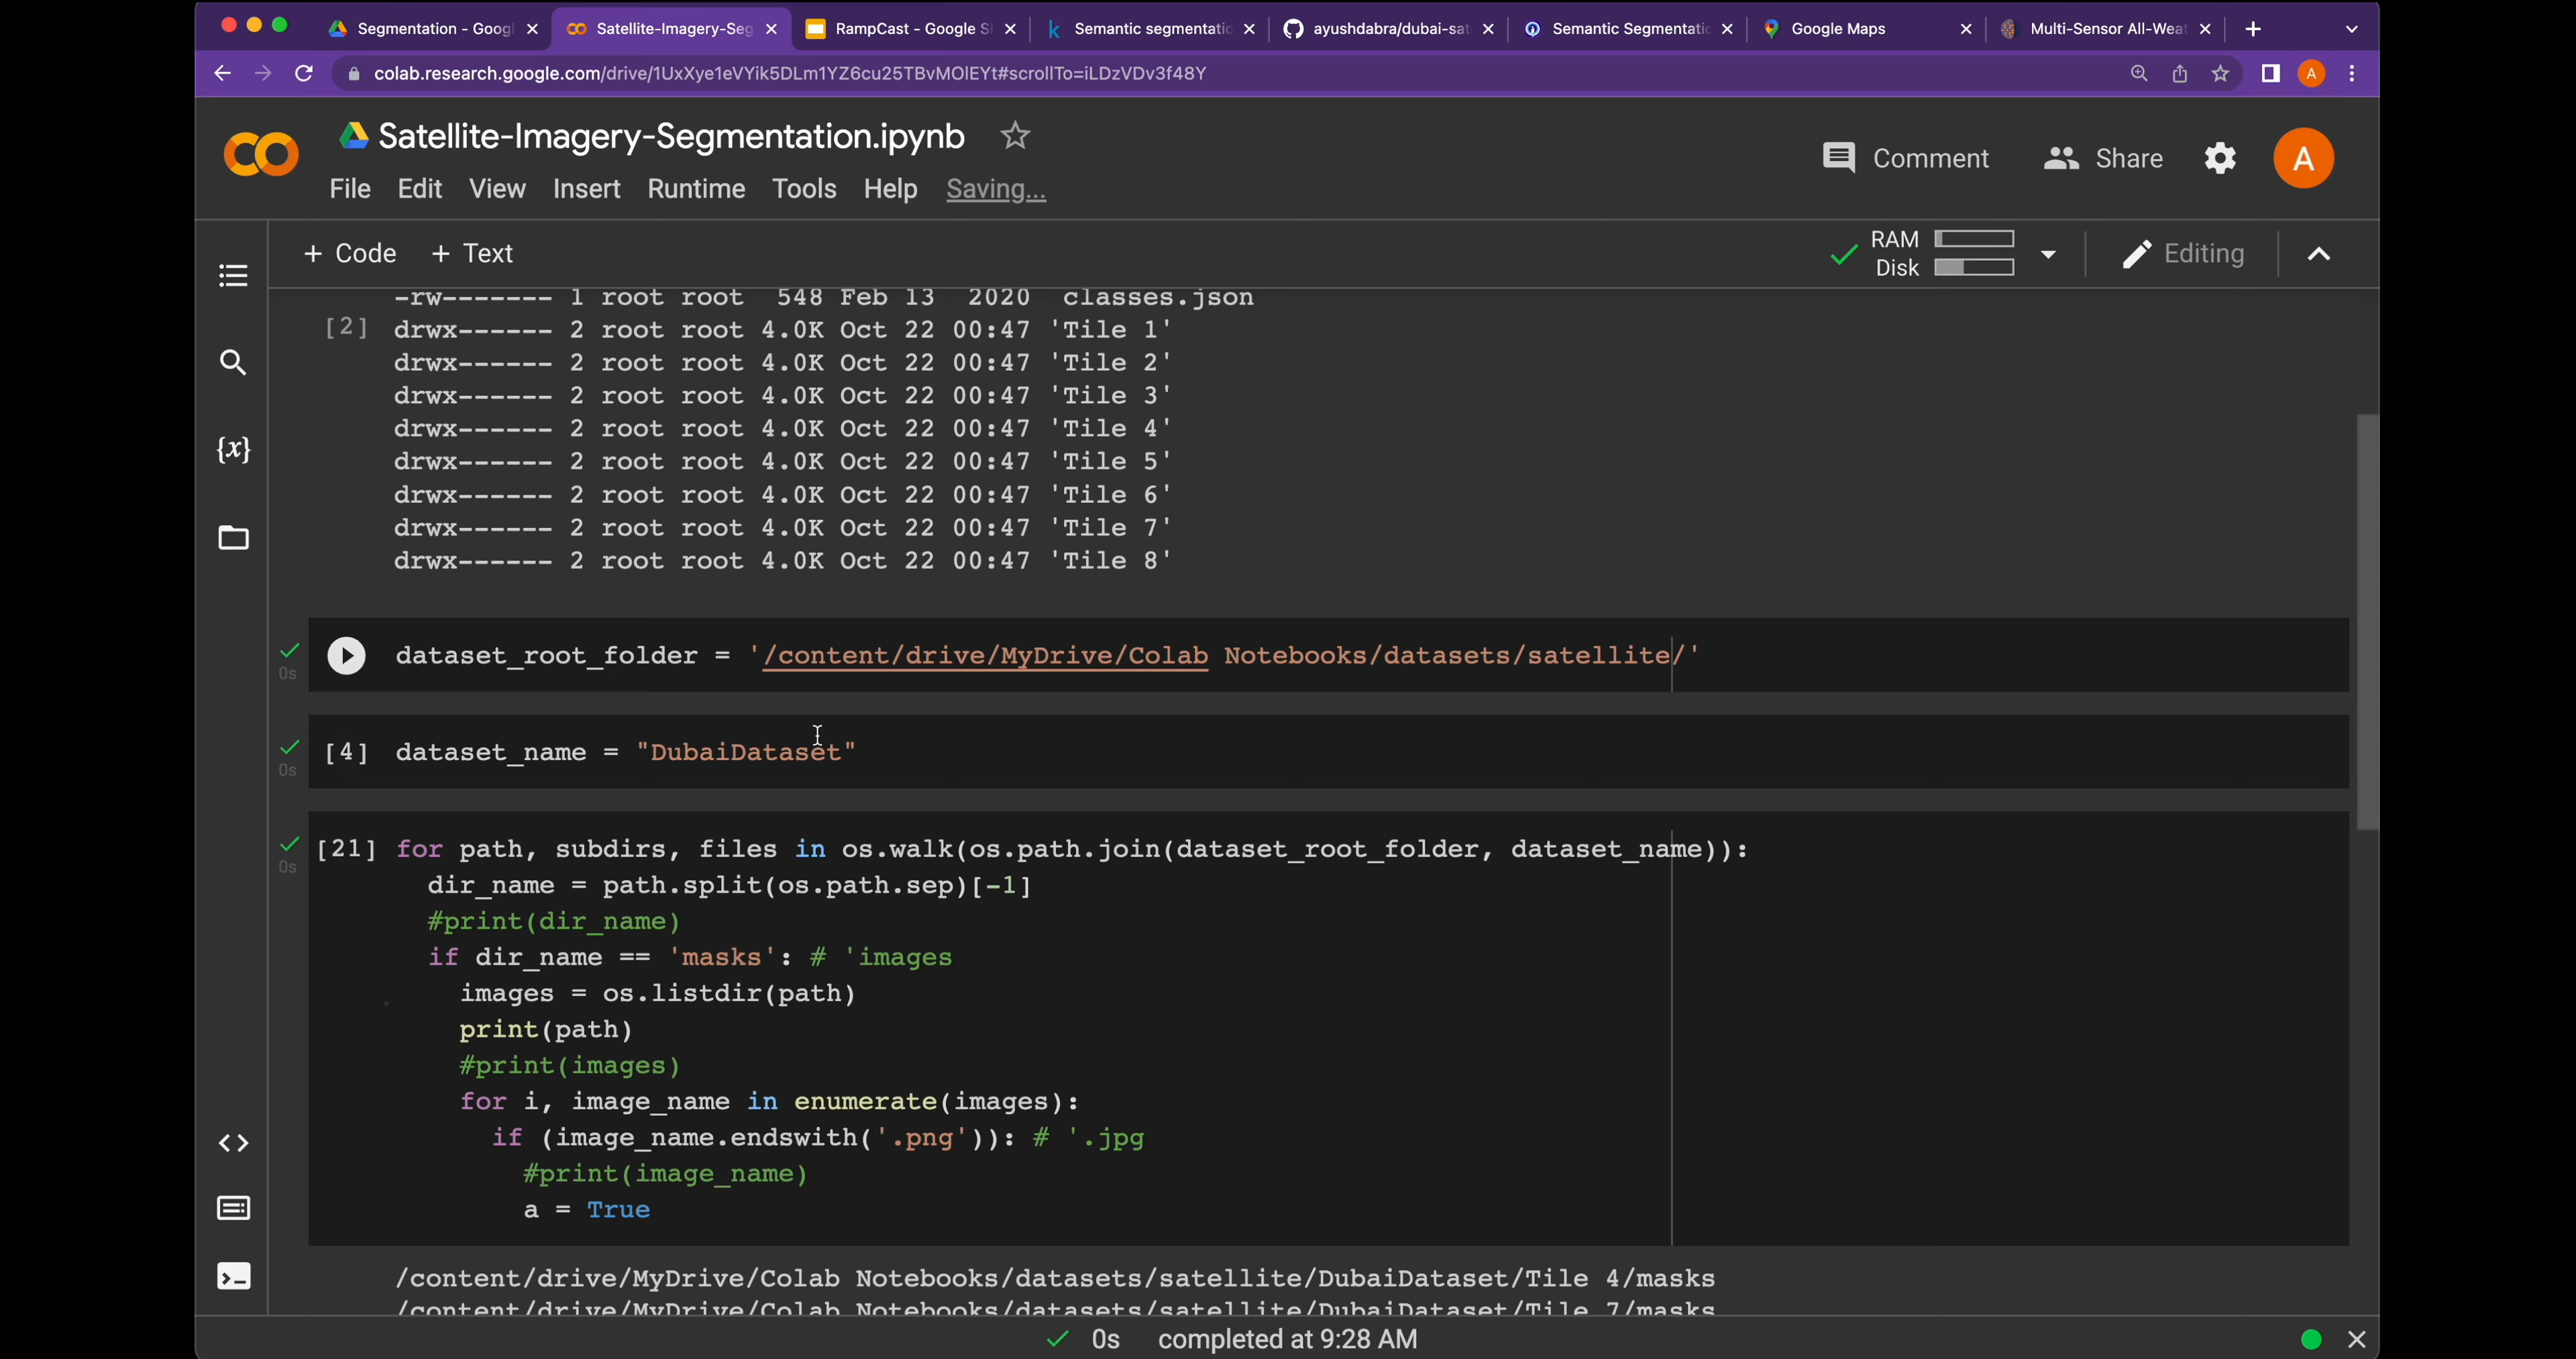 Segmentation - Googl
Satellite-Imagery-Seg
RampCast - Google Sl
Semantic segmentatio
ayushdabra/dubai-sat
Semantic Segmentatio
Google Maps
Multi-Sensor All-Weat
colab.research.google.com/drive/1UxXye1eVYik5DLm1YZ6cu25TBvMOlEYt#scrollTo=iLDzVDv3f48Y
A
Satellite-Imagery-Segmentation.ipynb
Comment Share A
File Edit View Insert Runtime Tools Help Saving...
+ Code + Text
RAM
Disk
Editing
-rw------- 1 root root 548 Feb 13 2020 classes.json
[2] drwx------ 2 root root 4.0K Oct 22 00:47 'Tile 1'
drwx------ 2 root root 4.0K Oct 22 00:47 'Tile 2'
drwx------ 2 root root 4.0K Oct 22 00:47 'Tile 3'
drwx------ 2 root root 4.0K Oct 22 00:47 'Tile 4'
drwx------ 2 root root 4.0K Oct 22 00:47 'Tile 5'
drwx------ 2 root root 4.0K Oct 22 00:47 'Tile 6'
drwx------ 2 root root 4.0K Oct 22 00:47 'Tile 7'
drwx------ 2 root root 4.0K Oct 22 00:47 'Tile 8'
dataset_root_folder = '/content/drive/MyDrive/Colab Notebooks/datasets/satellite/'
0s
[4] dataset_name = "DubaiDataset"
0s
[21] for path, subdirs, files in os.walk(os.path.join(dataset_root_folder, dataset_name)):
0s
dir_name = path.split(os.path.sep)[-1]
#print(dir_name)
if dir_name == 'masks': # 'images
images = os.listdir(path)
print(path)
#print(images)
for i, image_name in enumerate(images):
if (image_name.endswith('.png')): # '.jpg
#print(image_name)
a = True
/content/drive/MyDrive/Colab Notebooks/datasets/satellite/DubaiDataset/Tile 4/masks
/content/drive/MyDrive/Colab Notebooks/datasets/satellite/DubaiDataset/Tile 7/masks
0s completed at 9:28 AM